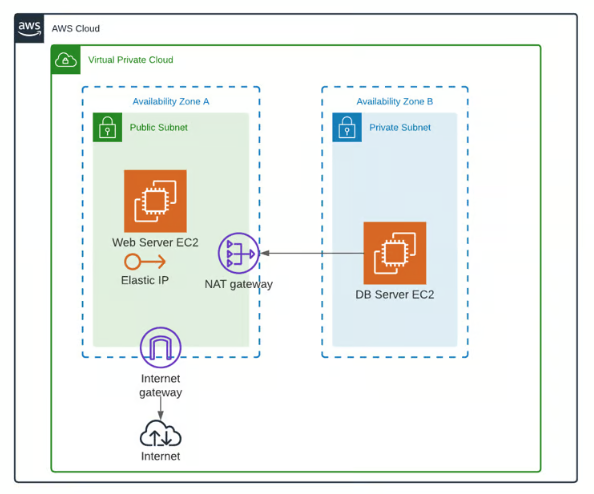 aws
AWS Cloud
Virtual Private Cloud
Availability Zone A
Availability Zone B
Public Subnet
Private Subnet
Web Server EC2
Elastic IP
NAT gateway
DB Server EC2
Internet
gateway
Internet